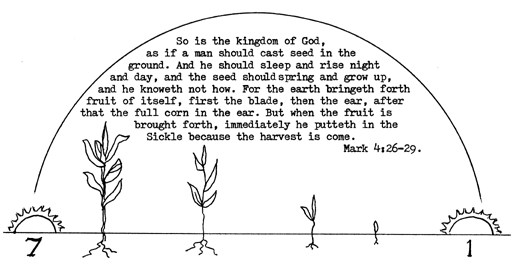 So is the kingdom of God,
as if a man should cast seed in the
ground. And he should sleep and rise night
and day, and the seed should spring and grow up,
and he knoweth not how. For the earth bringeth forth
fruit of itself, first the blade, then the ear, after
that the full corn in the ear. But when the fruit is
brought forth, immediately he putteth in the
Sickle because the harvest is come.
Mark 4:26-29.
7 1